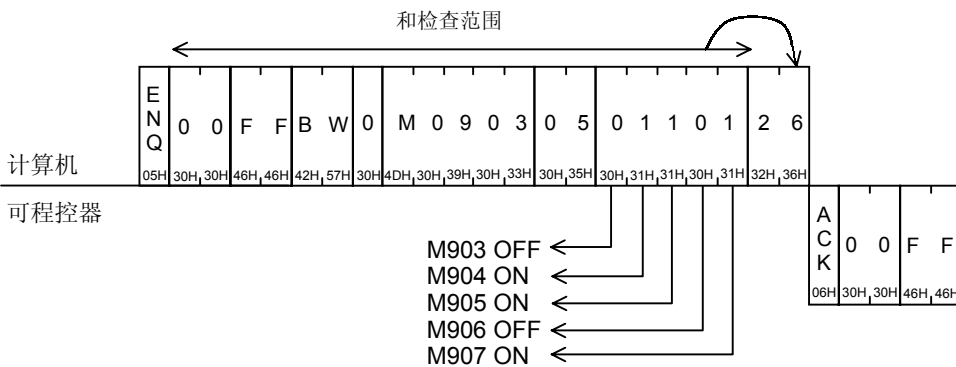 和检查范围
ENQ 0 0 F F B W 0 M 0 9 0 3 0 5 0 1 1 0 1 2 6
计算机
05H 30H 30H 46H 46H 42H 57H 30H 4DH 30H 39H 30H 33H 30H 35H 30H 31H 31H 30H 31H 32H 36H
可程控器
ACK 0 0 F F
06H 30H 30H 46H 46H
M903 OFF
M904 ON
M905 ON
M906 OFF
M907 ON